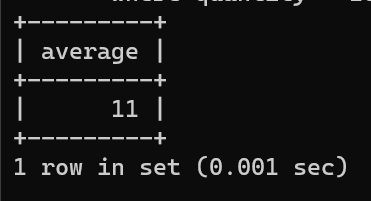 +---------+
| average |
+---------+
|      11 |
+---------+
1 row in set (0.001 sec)